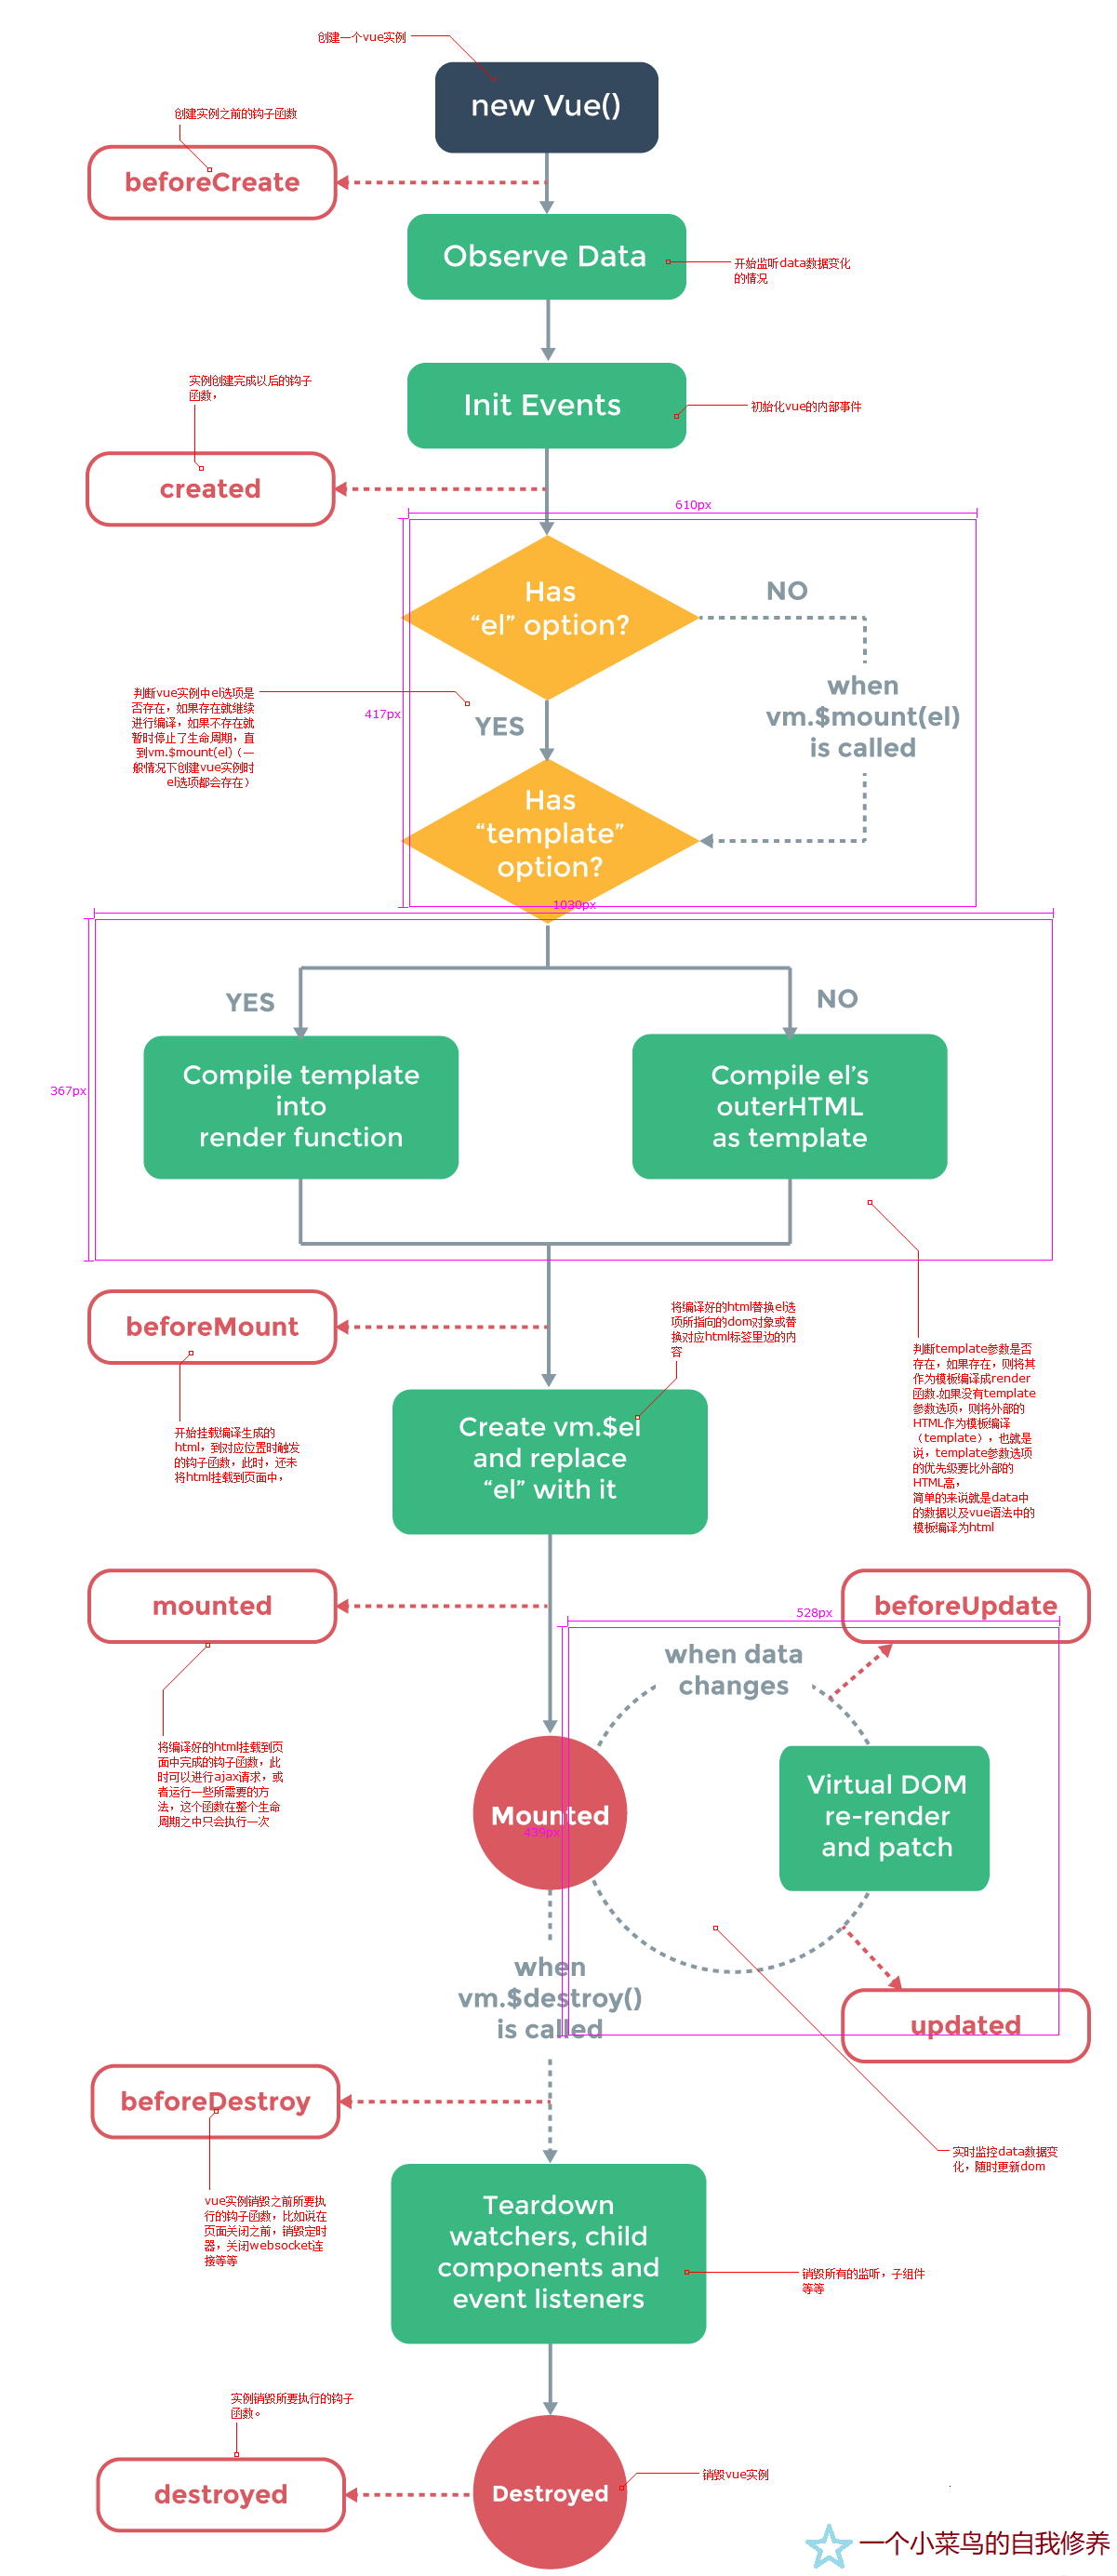 创建一个vue实例
new Vue()
创建实例之前的钩子函数
beforeCreate
Observe Data
开始监听data数据变化
的情况
实例创建完成以后的钩子
函数，
Init Events
初始化vue的内部事件
created
610px
Has
“el” option?
NO
判断vue实例中el选项是
否存在，如果存在就继续
进行编译，如果不存在就
暂时停止了生命周期，直
到vm.$mount(el)（一
般情况下创建vue实例时
el选项都会存在）
417px
YES
when
vm.$mount(el)
is called
Has
“template”
option?
1030px
YES
NO
367px
Compile template
into
render function
Compile el’s
outerHTML
as template
beforeMount
开始挂载编译生成的
html，到对应位置时触发
的钩子函数，此时，还未
将html挂载到页面中，
将编译好的html替换el选
项所指向的dom对象或替
换对应html标签里边的内
容
判断template参数是否
存在，如果存在，则将其
作为模板编译成render
函数.如果没有template
参数选项，则将外部的
HTML作为模板编译
（template），也就是
说，template参数选项
的优先级要比外部的
HTML高，
简单的来说就是data中
的数据以及vue语法中的
模板编译为html
Create vm.$el
and replace
“el” with it
mounted
将编译好的html挂载到页
面中完成的钩子函数，此
时可以进行ajax请求，或
者运行一些所需要的方
法，这个函数在整个生命
周期之中只会执行一次
528px
beforeUpdate
when data
changes
Mounted
439px
Virtual DOM
re-render
and patch
when
vm.$destroy()
is called
updated
beforeDestroy
vue实例销毁之前所要执
行的钩子函数，比如说在
页面关闭之前，销毁定时
器，关闭websocket连
接等等
实时监控data数据变
化，随时更新dom
Teardown
watchers, child
components and
event listeners
销毁所有的监听，子组件
等等
实例销毁所要执行的钩子
函数。
destroyed
Destroyed
销毁vue实例
一个小菜鸟的自我修养